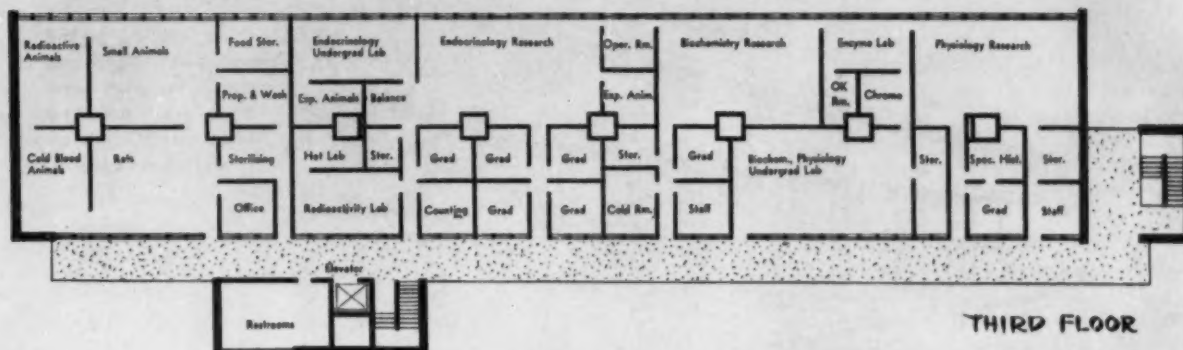 Radioactive Animals
Small Animals
Food Stor.
Endocrinology Undergrad Lab
Endocrinology Research
Oper. Rm.
Biochemistry Research
Enzyme Lab
Physiology Research
Prep. & Wash
Exp. Animals
Balance
Exp. Anim.
OK Rm.
Chromo
Cold Blood Animals
Rats
Sterilizing
Hot Lab
Stor.
Grad
Grad
Grad
Stor.
Grad
Biochem., Physiology Undergrad Lab
Stor.
Spec. Hist.
Stor.
Office
Radioactivity Lab
Counting
Grad
Grad
Cold Rm.
Staff
Grad
Staff
Elevator
Restrooms
THIRD FLOOR